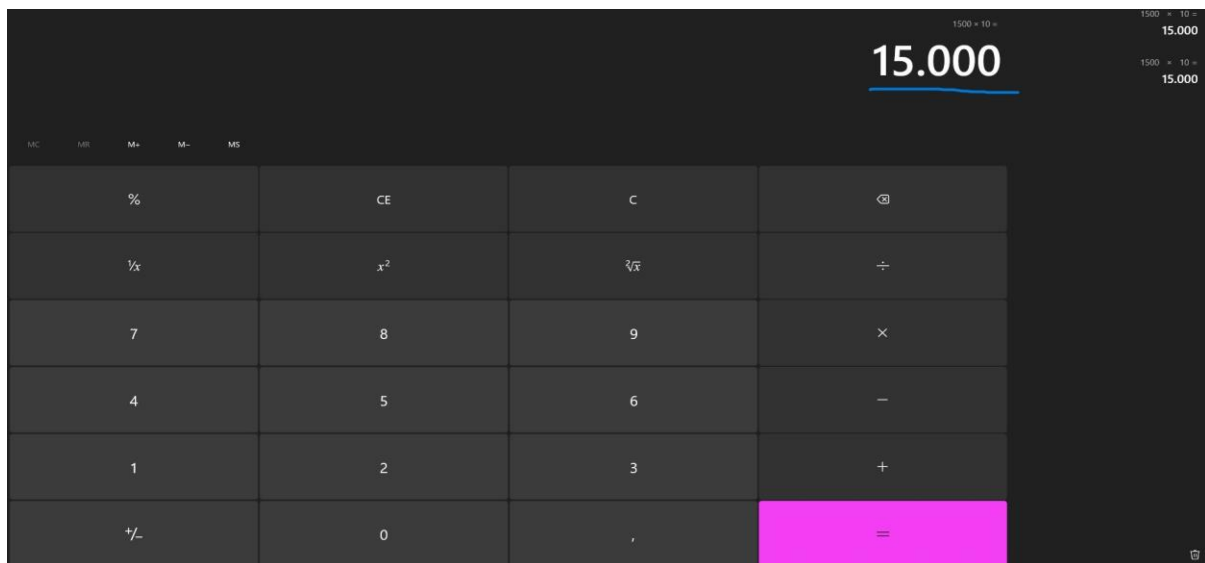 1500 × 10 =
15.000
1500 × 10 =
15.000
1500 × 10 =
15.000
MC MR M+ M− MS
% CE C
⅟x x² ²√x ÷
7 8 9 ×
4 5 6 −
1 2 3 +
+/− 0 , =